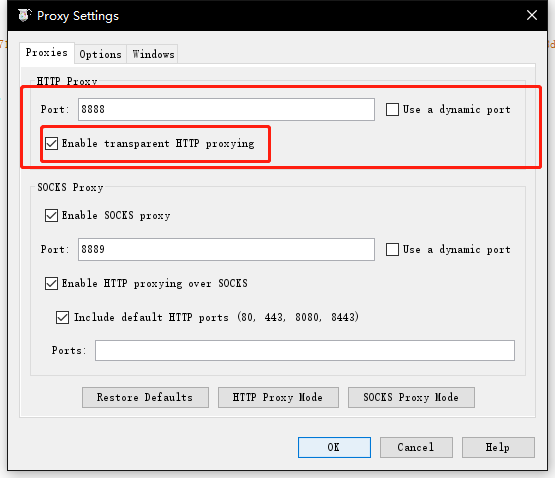 Proxy Settings
Proxies Options Windows
HTTP Proxy
Port: 8888 Use a dynamic port
Enable transparent HTTP proxying
SOCKS Proxy
Enable SOCKS proxy
Port: 8889 Use a dynamic port
Enable HTTP proxying over SOCKS
Include default HTTP ports (80, 443, 8080, 8443)
Ports:
Restore Defaults HTTP Proxy Mode SOCKS Proxy Mode
OK Cancel Help